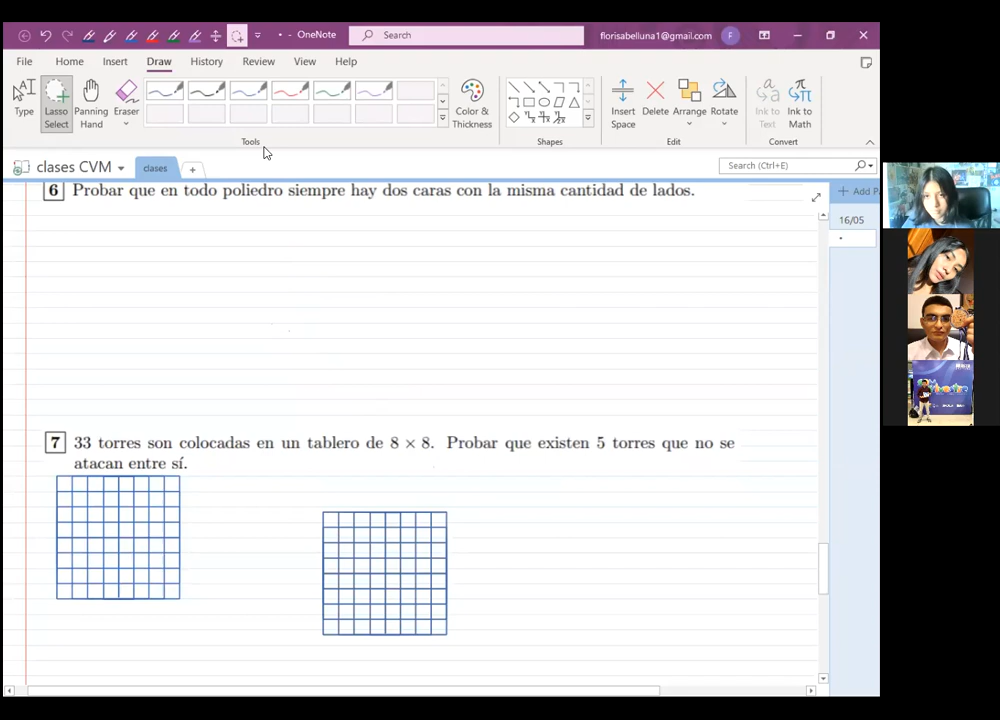 · - OneNote
Search
florisabelluna1@gmail.com
F
File
Home
Insert
Draw
History
Review
View
Help
Type
Lasso
Select
Panning
Hand
Eraser
Color &
Thickness
Insert
Space
Delete
Arrange
Rotate
Ink to
Text
Ink to
Math
Tools
Shapes
Edit
Convert
clases CVM
clases
+
Search (Ctrl+E)
+ Add Pa
16/05
6 Probar que en todo poliedro siempre hay dos caras con la misma cantidad de lados.
7 33 torres son colocadas en un tablero de 8 × 8. Probar que existen 5 torres que no se
atacan entre sí.